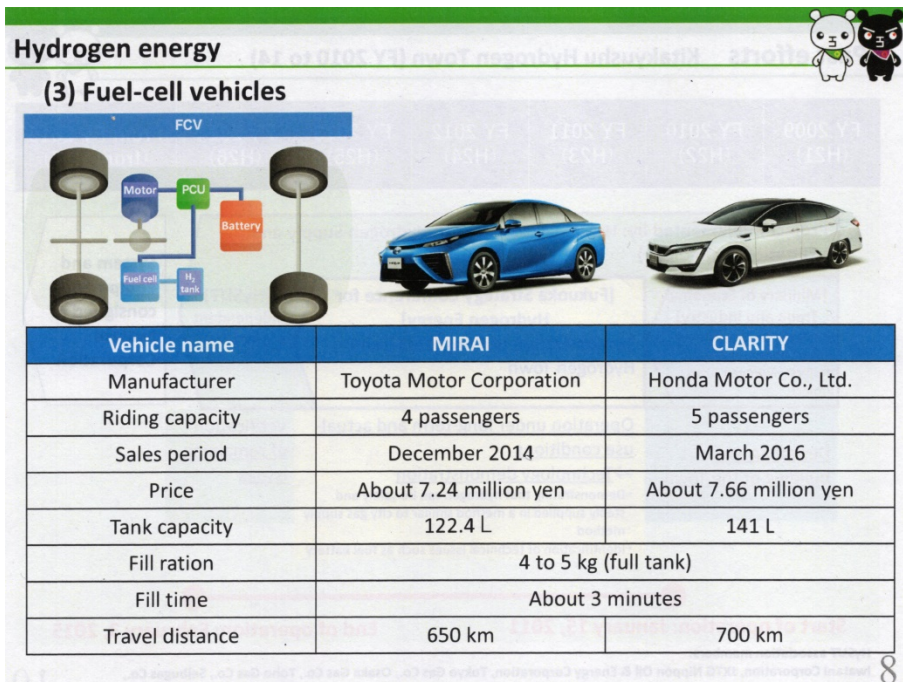 Hydrogen energy
(3) Fuel-cell vehicles
FCV
Motor
PCU
Battery
Fuel cell
H₂
tank
Vehicle name MIRAI CLARITY
Manufacturer Toyota Motor Corporation Honda Motor Co., Ltd.
Riding capacity 4 passengers 5 passengers
Sales period December 2014 March 2016
Price About 7.24 million yen About 7.66 million yen
Tank capacity 122.4 L 141 l
Fill ration 4 to 5 kg (full tank)
Fill time About 3 minutes
Travel distance 650 km 700 km
8